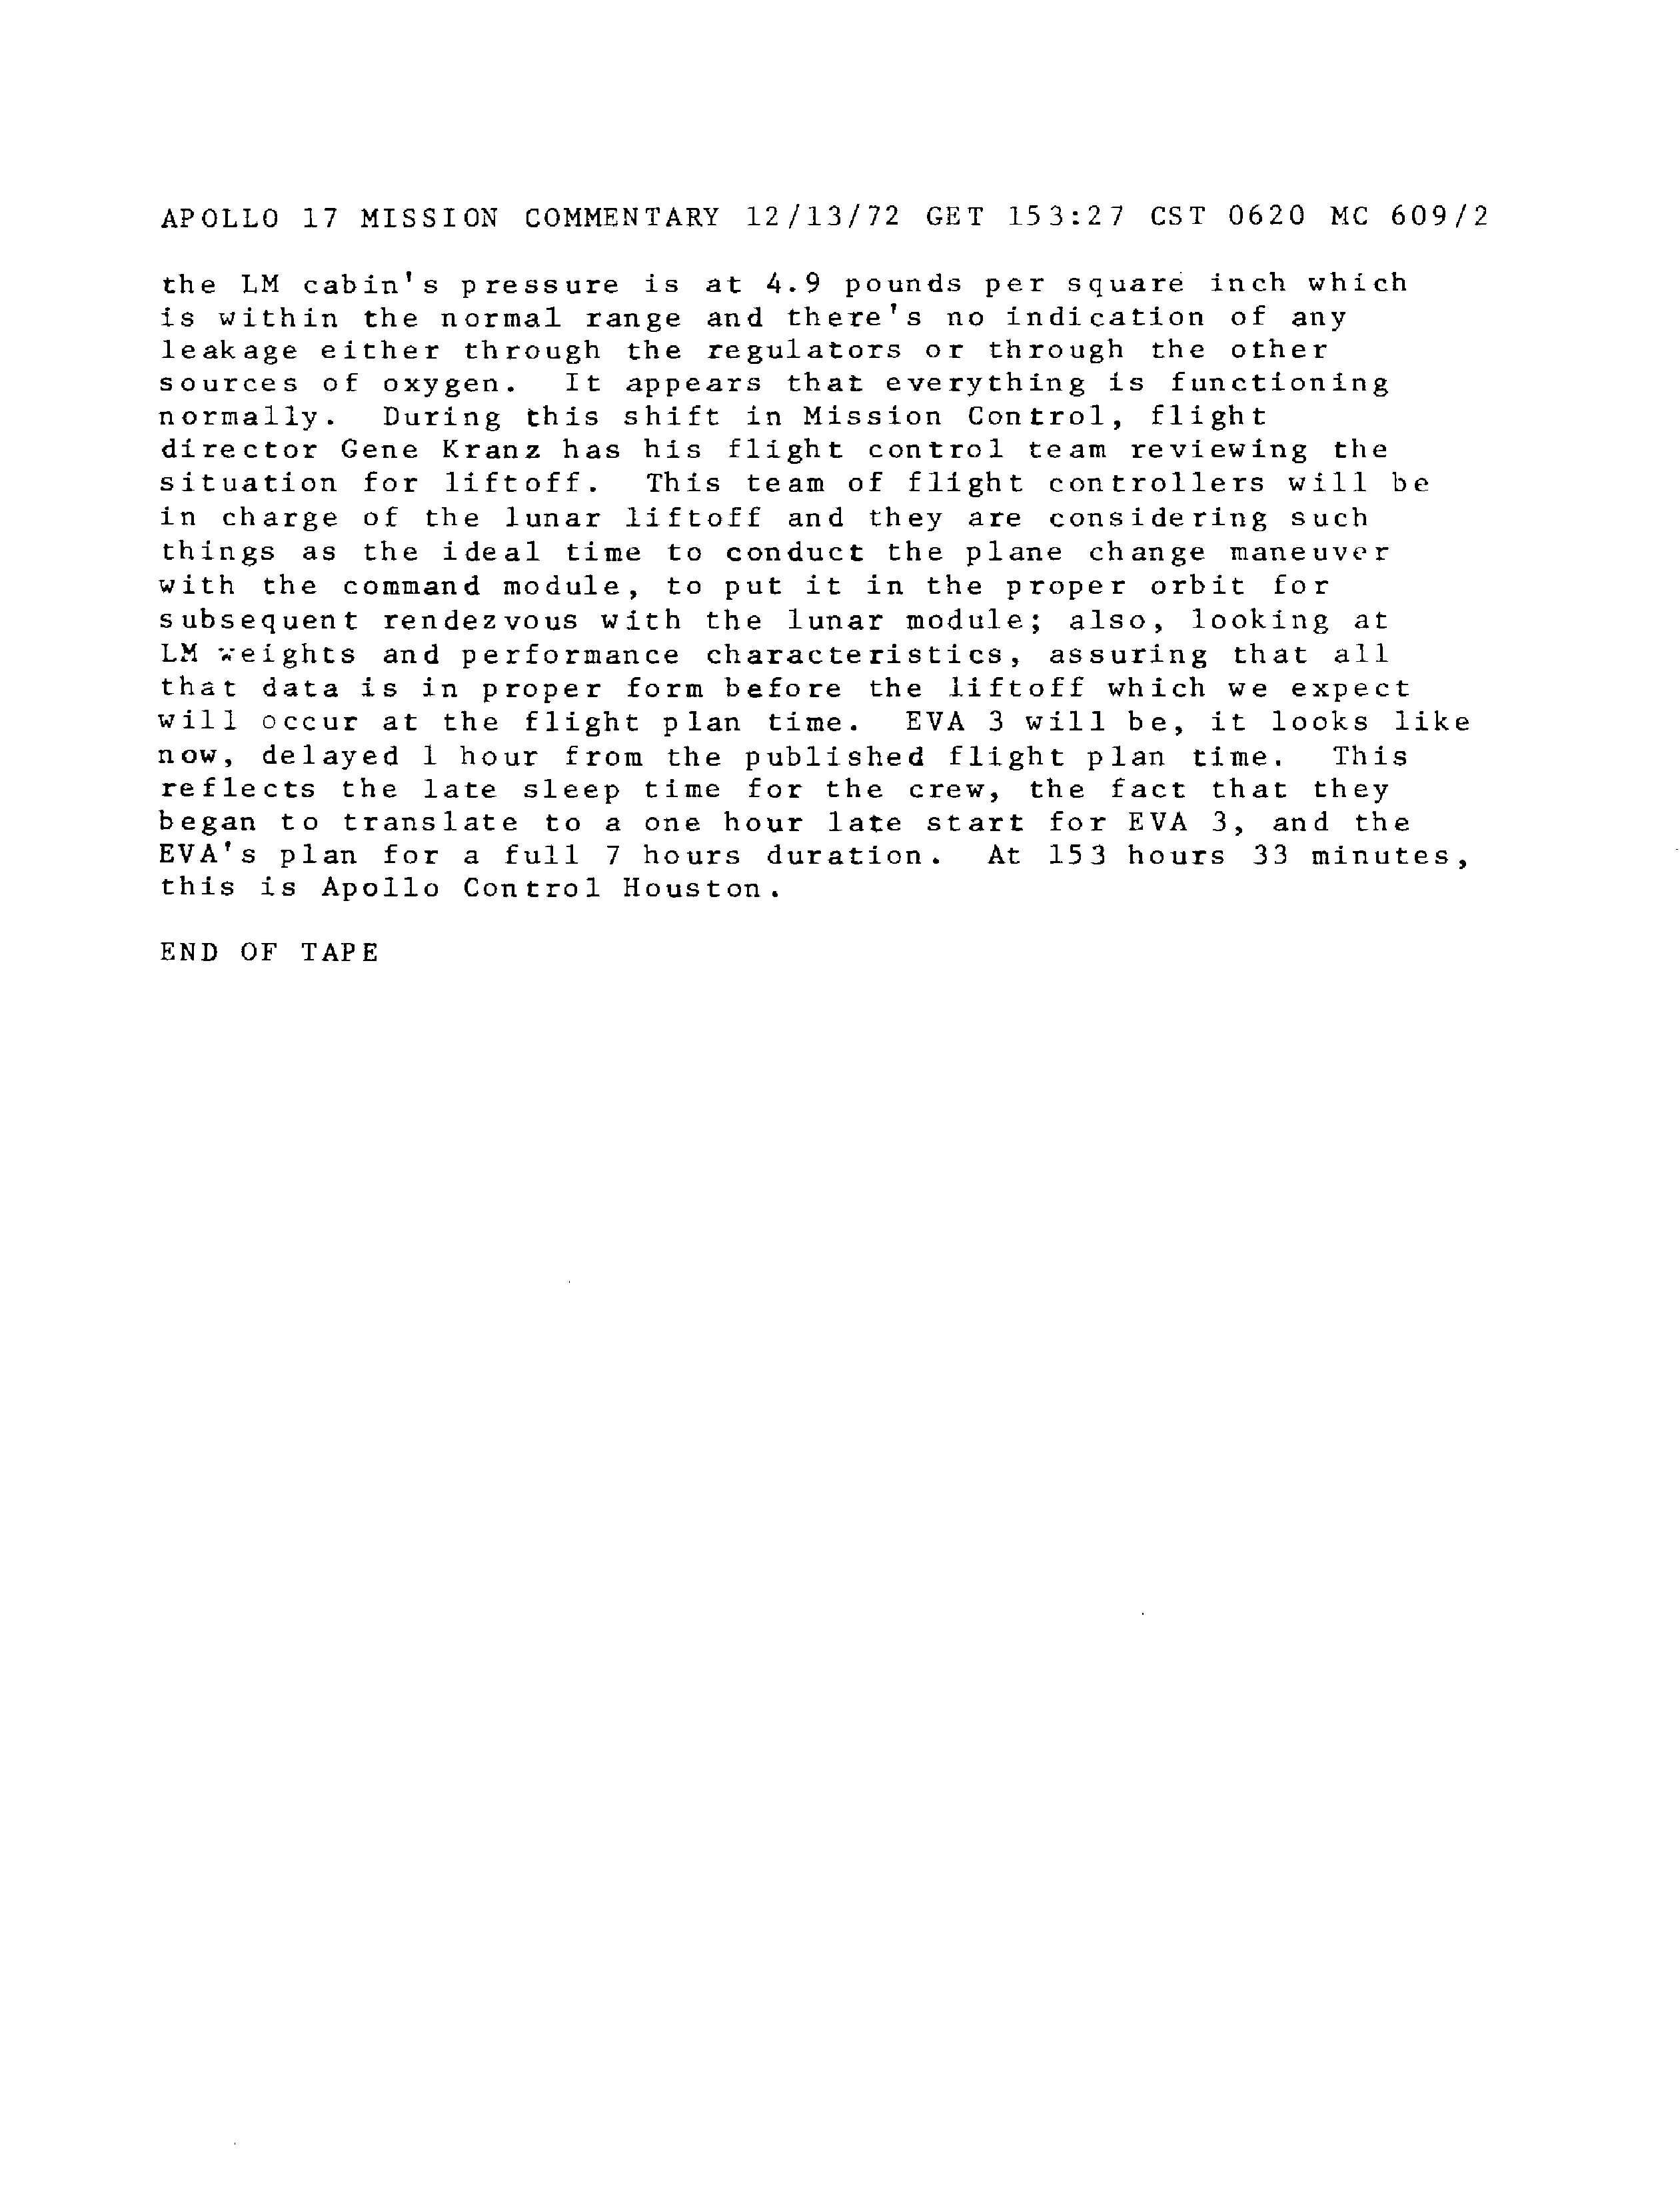 APOLLO 17 MISSION COMMENTARY 12/13/72 GET 153:27 CST 0620 MC 609/2
the LM cabin's pressure is at 4.9 pounds per square inch which
is within the normal range and there's no indication of any
leakage either through the regulators or through the other
sources of oxygen. It appears that everything is functioning
normally. During this shift in Mission Control, flight
director Gene Kranz has his flight control team reviewing the
situation for liftoff. This team of flight controllers will be
in charge of the lunar liftoff and they are considering such
things as the ideal time to conduct the plane change maneuver
with the command module, to put it in the proper orbit for
subsequent rendezvous with the lunar module; also, looking at
LM weights and performance characteristics, assuring that all
that data is in proper form before the liftoff which we expect
will occur at the flight plan time. EVA 3 will be, it looks like
now, delayed 1 hour from the published flight plan time. This
reflects the late sleep time for the crew, the fact that they
began to translate to a one hour late start for EVA 3, and the
EVA's plan for a full 7 hours duration. At 153 hours 33 minutes,
this is Apollo Control Houston.
END OF TAPE